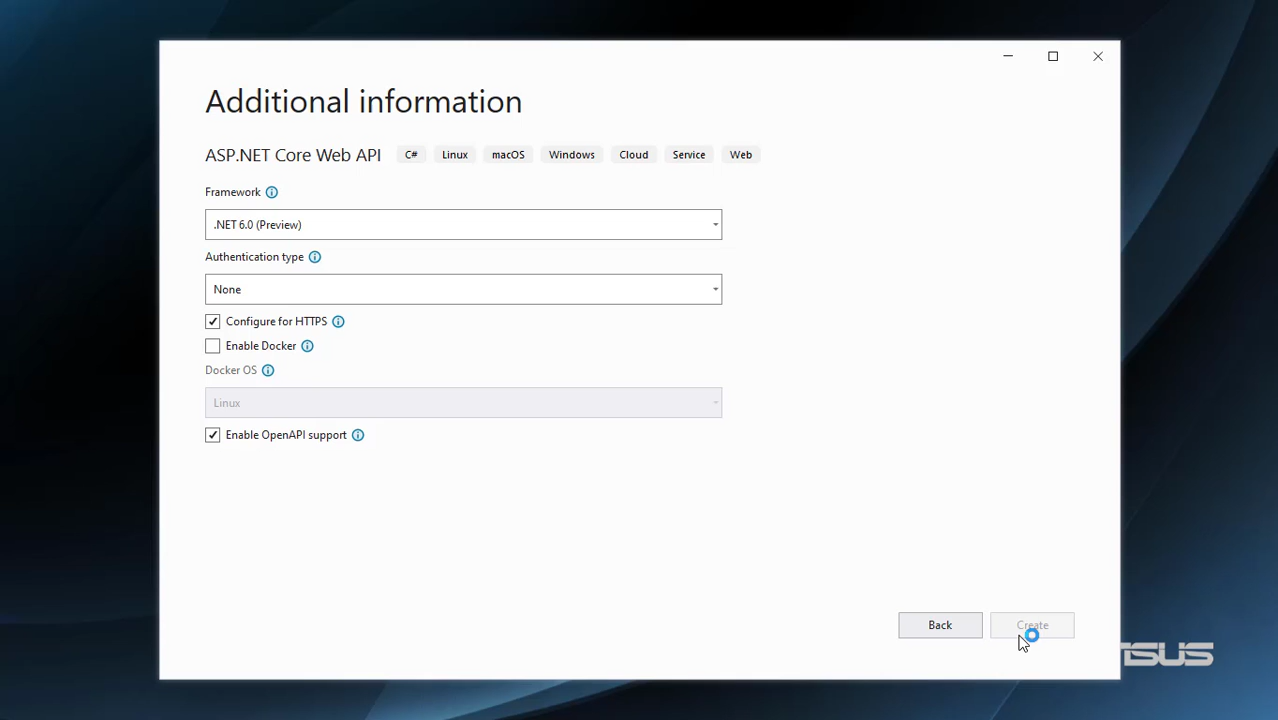 Additional information
ASP.NET Core Web API C# Linux macOS Windows Cloud Service Web
Framework
.NET 6.0 (Preview)
Authentication type
None
Configure for HTTPS
Enable Docker
Docker OS
Linux
Enable OpenAPI support
Back Create
ASUS